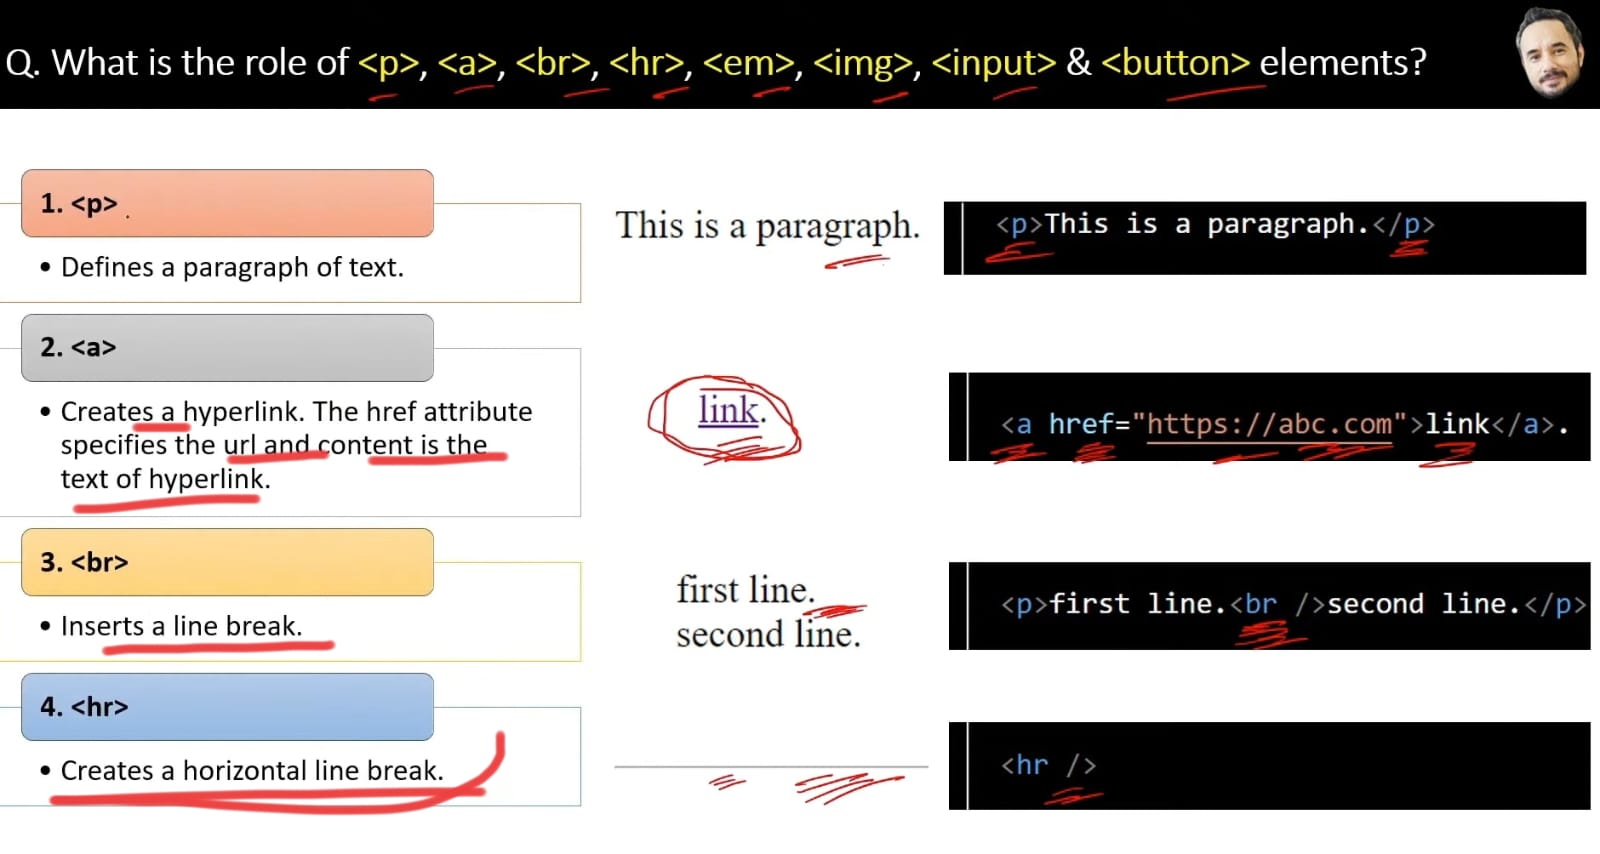 Q. What is the role of <p>, <a>, <br>, <hr>, <em>, <img>, <input> & <button> elements?
1. <p>
• Defines a paragraph of text.
This is a paragraph.
<p>This is a paragraph.</p>
2. <a>
• Creates a hyperlink. The href attribute
specifies the url and content is the
text of hyperlink.
link.
<a href="https://abc.com">link</a>.
3. <br>
• Inserts a line break.
first line.
second line.
<p>first line.<br />second line.</p>
4. <hr>
• Creates a horizontal line break.
<hr />